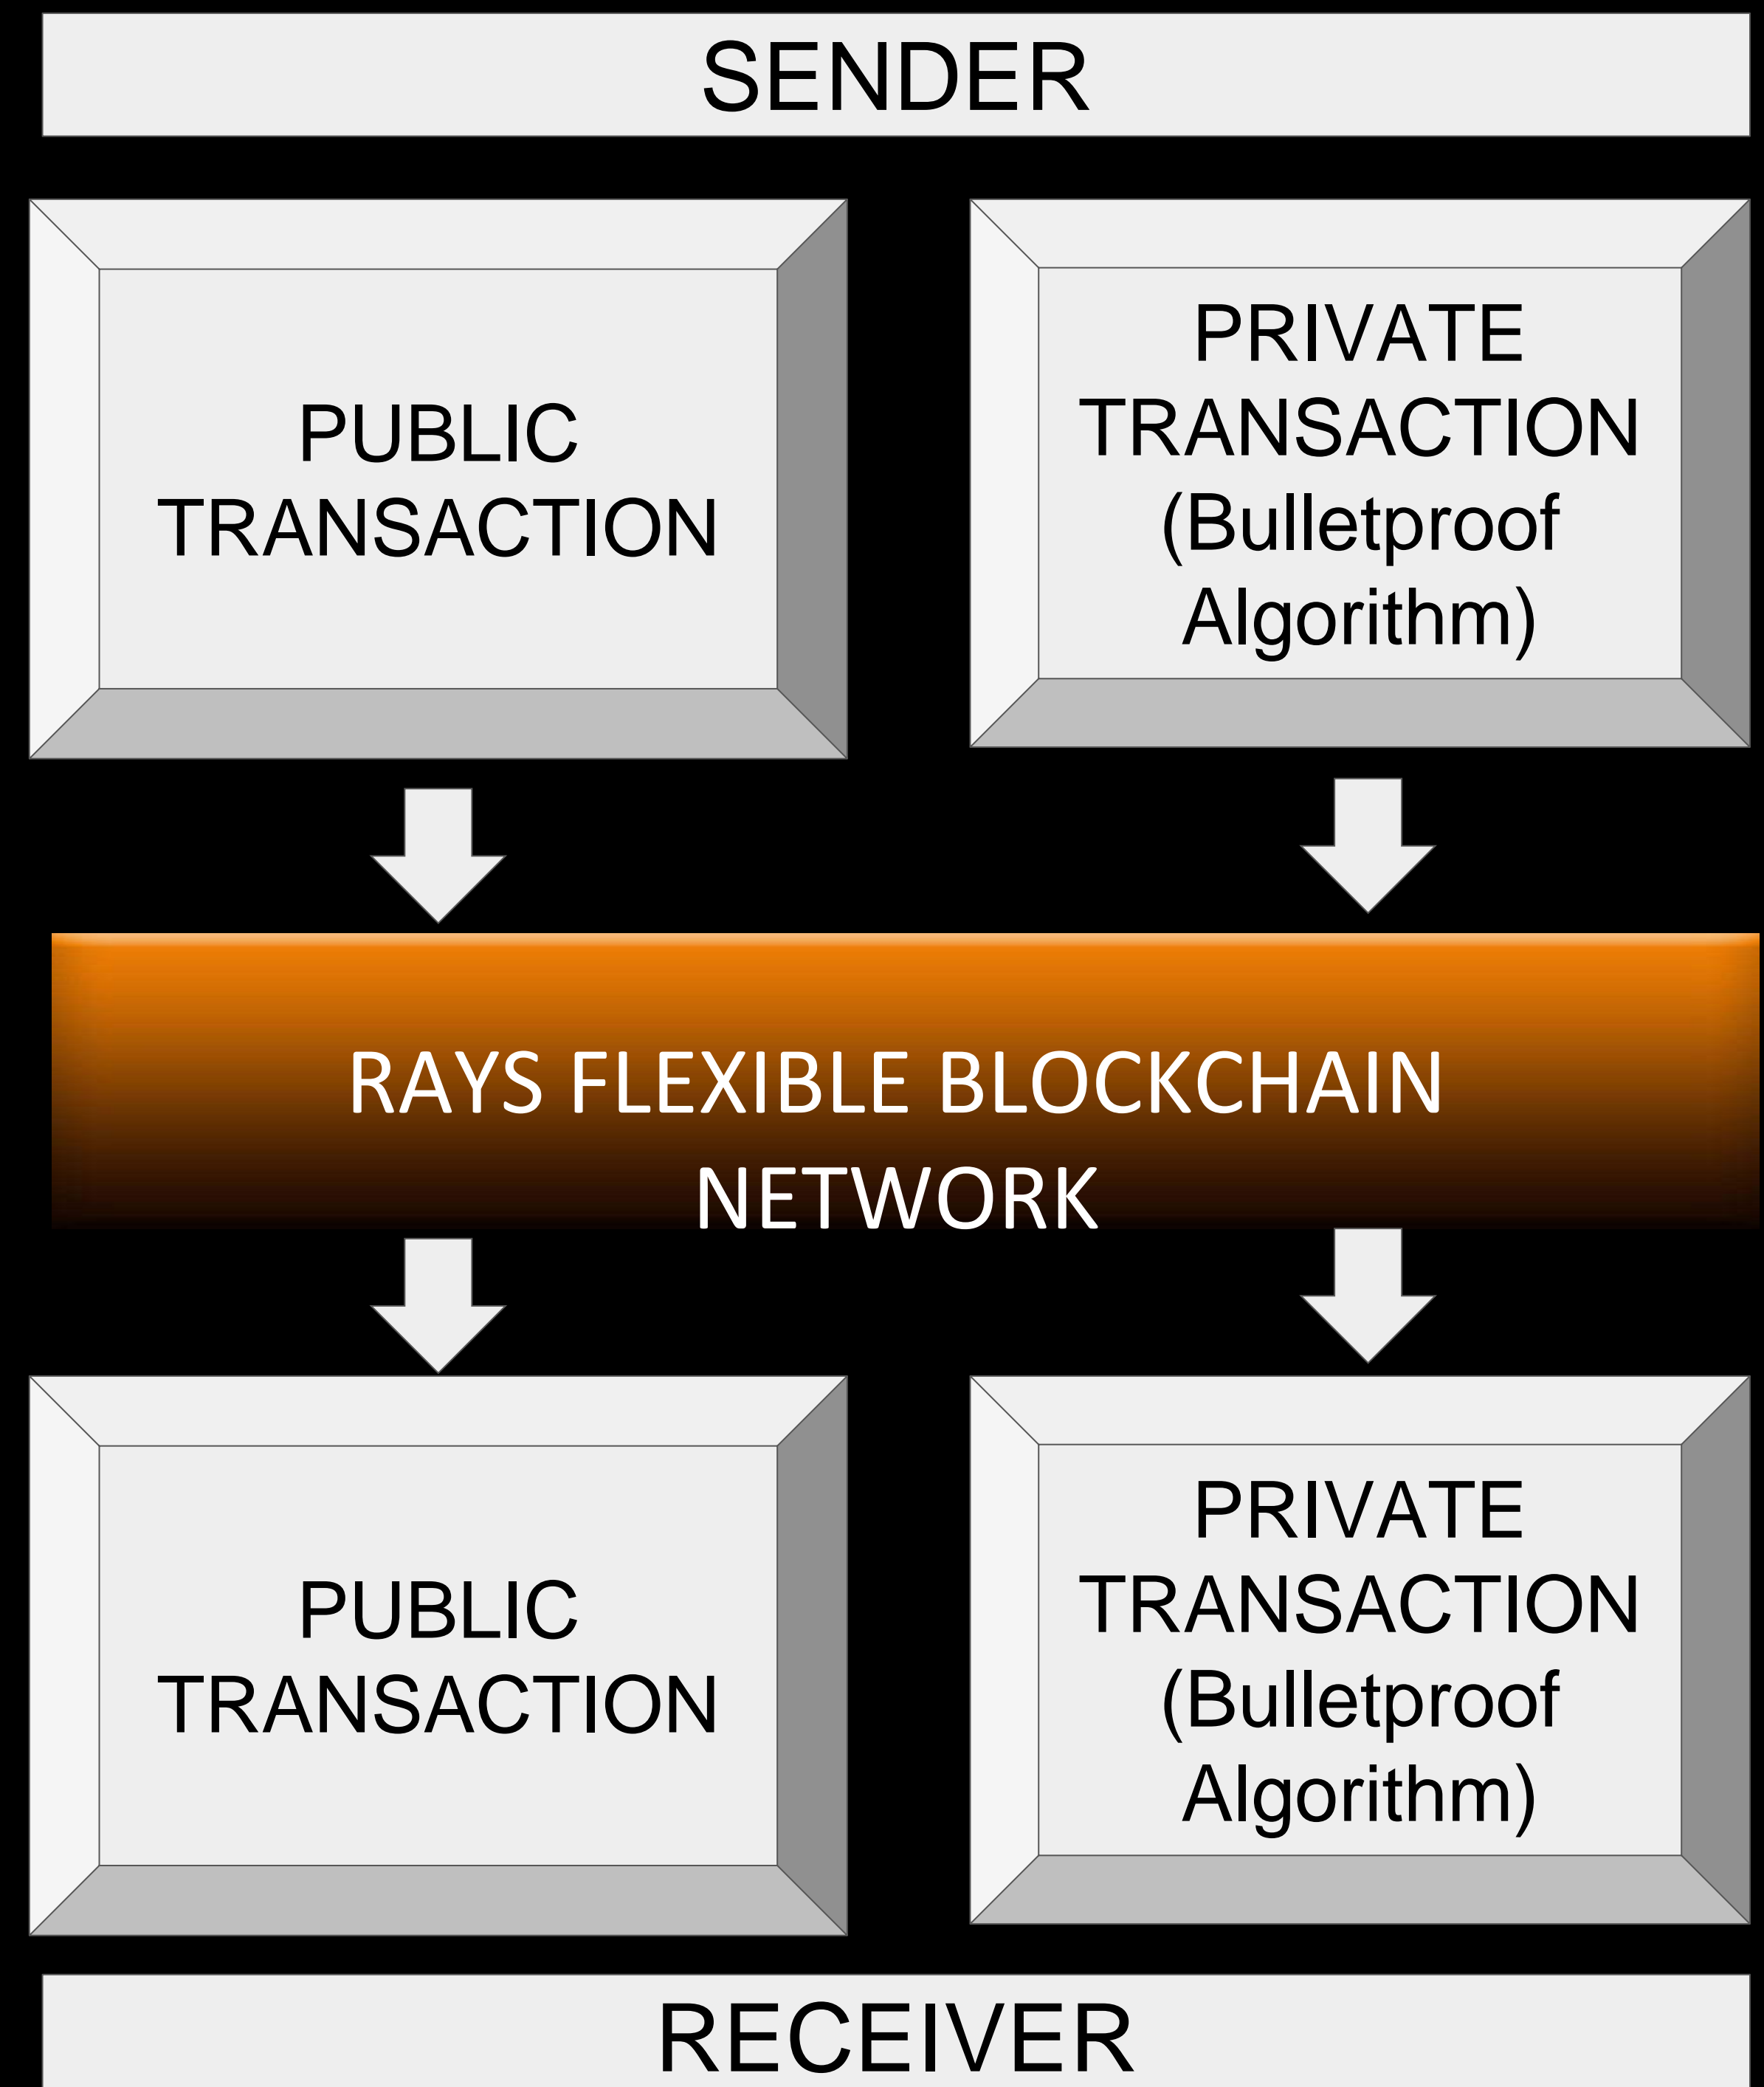 SENDER
PUBLIC
TRANSACTION
PRIVATE
TRANSACTION
(Bulletproof
Algorithm)
RAYS FLEXIBLE BLOCKCHAIN
NETWORK
PUBLIC
TRANSACTION
PRIVATE
TRANSACTION
(Bulletproof
Algorithm)
RECEIVER